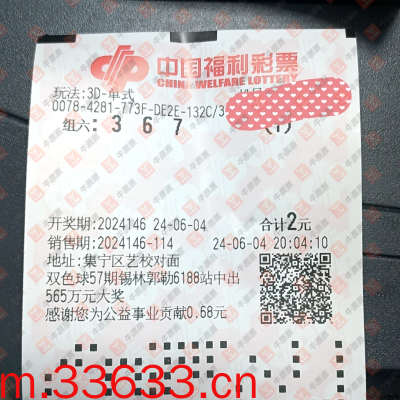 中国福利彩票
CHINA WELFARE LOTTERY
玩法:3D-单式
0078-4281-773F-DE2E-132C/3
组六: 3 6 7 (1)
开奖期:2024146 24-06-04 合计2元
销售期:2024146-114 24-06-04 20:04:10
地址:集宁区艺校对面
双色球57期锡林郭勒6188站中出
565万元大奖
感谢您为公益事业贡献0.68元
m.33633.cn